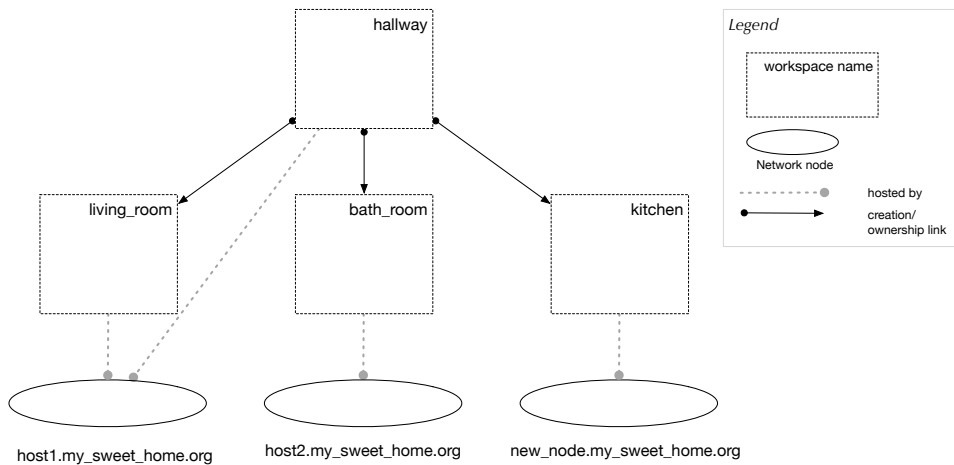 hallway
living_room
bath_room
kitchen
host1.my_sweet_home.org
host2.my_sweet_home.org
new_node.my_sweet_home.org
Legend
workspace name
Network node
hosted by
creation/
ownership link